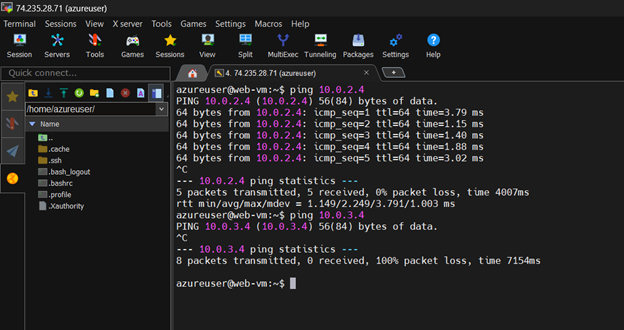 74.235.28.71 (azureuser)
Terminal Sessions View X server Tools Games Settings Macros Help
Session Servers Tools Games Sessions View Split MultiExec Tunneling Packages Settings Help
Quick connect...
4. 74.235.28.71 (azureuser)
/home/azureuser/
Name
..
.cache
.ssh
.bash_logout
.bashrc
.profile
.Xauthority
azureuser@web-vm:~$ ping 10.0.2.4
PING 10.0.2.4 (10.0.2.4) 56(84) bytes of data.
64 bytes from 10.0.2.4: icmp_seq=1 ttl=64 time=3.79 ms
64 bytes from 10.0.2.4: icmp_seq=2 ttl=64 time=1.15 ms
64 bytes from 10.0.2.4: icmp_seq=3 ttl=64 time=1.40 ms
64 bytes from 10.0.2.4: icmp_seq=4 ttl=64 time=1.88 ms
64 bytes from 10.0.2.4: icmp_seq=5 ttl=64 time=3.02 ms
^C
--- 10.0.2.4 ping statistics ---
5 packets transmitted, 5 received, 0% packet loss, time 4007ms
rtt min/avg/max/mdev = 1.149/2.249/3.791/1.003 ms
azureuser@web-vm:~$ ping 10.0.3.4
PING 10.0.3.4 (10.0.3.4) 56(84) bytes of data.
^C
--- 10.0.3.4 ping statistics ---
8 packets transmitted, 0 received, 100% packet loss, time 7154ms
azureuser@web-vm:~$